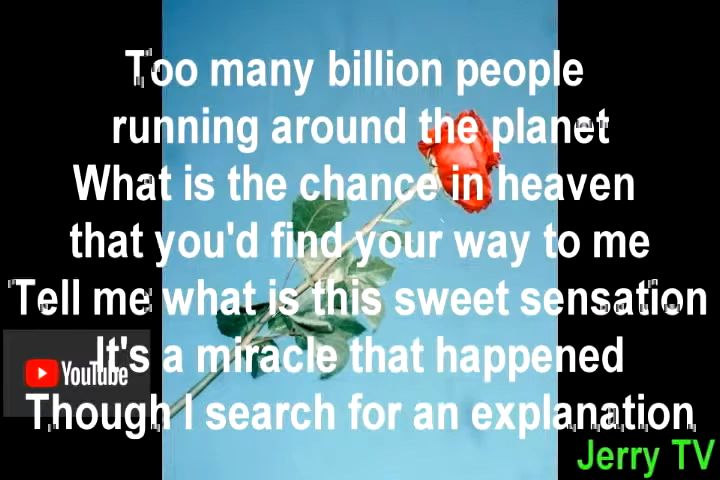 Too many billion people
running around the planet
What is the chance in heaven
that you'd find your way to me
Tell me what is this sweet sensation
It's a miracle that happened
YouTube
Though I search for an explanation
Jerry TV